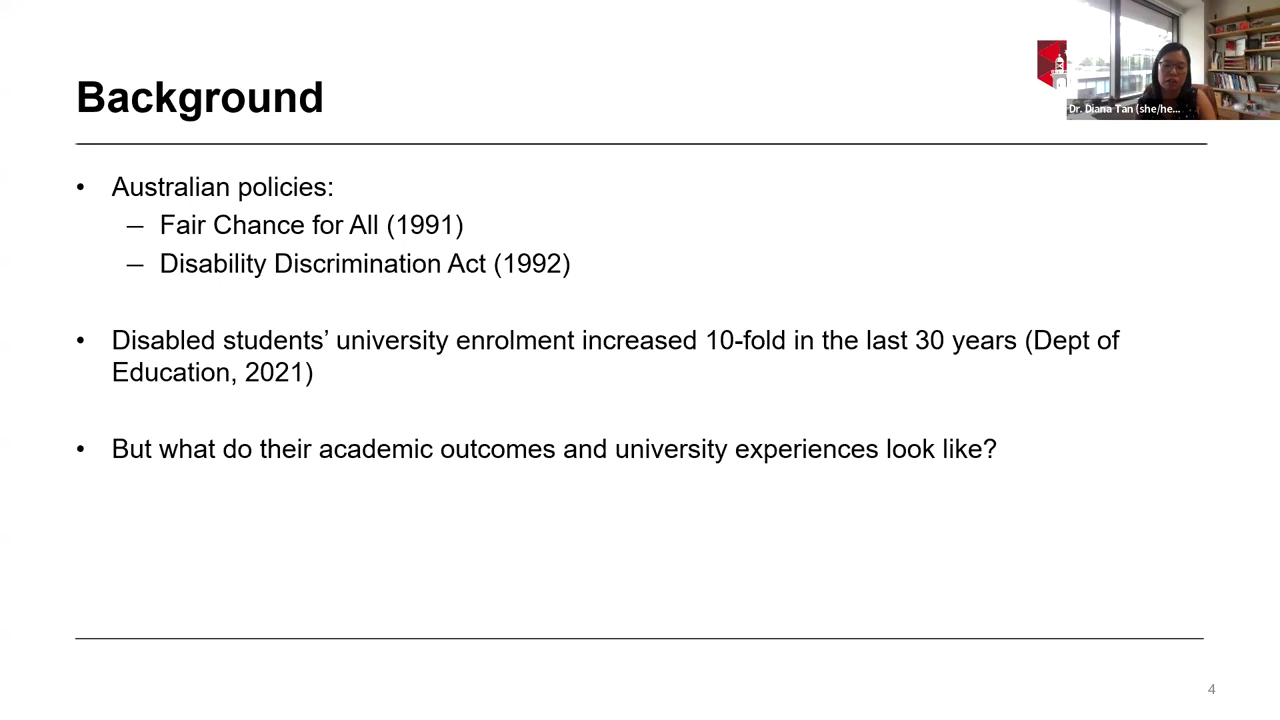 Background
Dr. Diana Tan (she/he...
• Australian policies:
– Fair Chance for All (1991)
– Disability Discrimination Act (1992)
• Disabled students’ university enrolment increased 10-fold in the last 30 years (Dept of
Education, 2021)
• But what do their academic outcomes and university experiences look like?
4